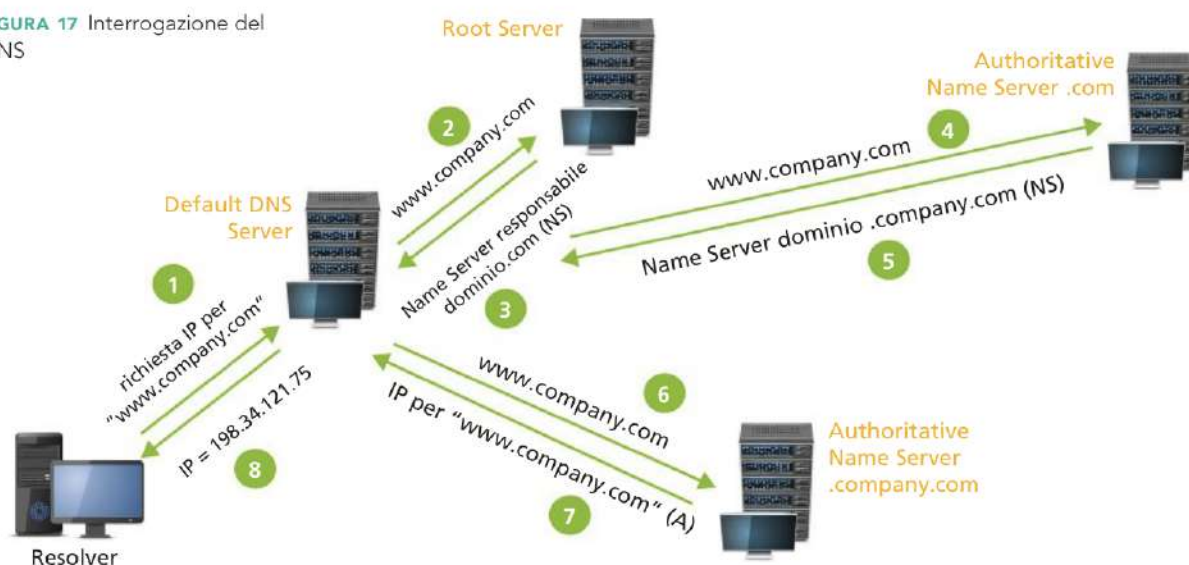 GURA 17 Interrogazione del
NS
Root Server
Authoritative
Name Server .com
2
www.company.com
4
www.company.com
Default DNS
Server
Name Server responsabile
dominio.com (NS)
3
Name Server dominio .company.com (NS)
5
1
richiesta IP per
"www.company.com"
www.company.com
6
IP per "www.company.com" (A)
7
IP = 198.34.121.75
8
Authoritative
Name Server
.company.com
Resolver